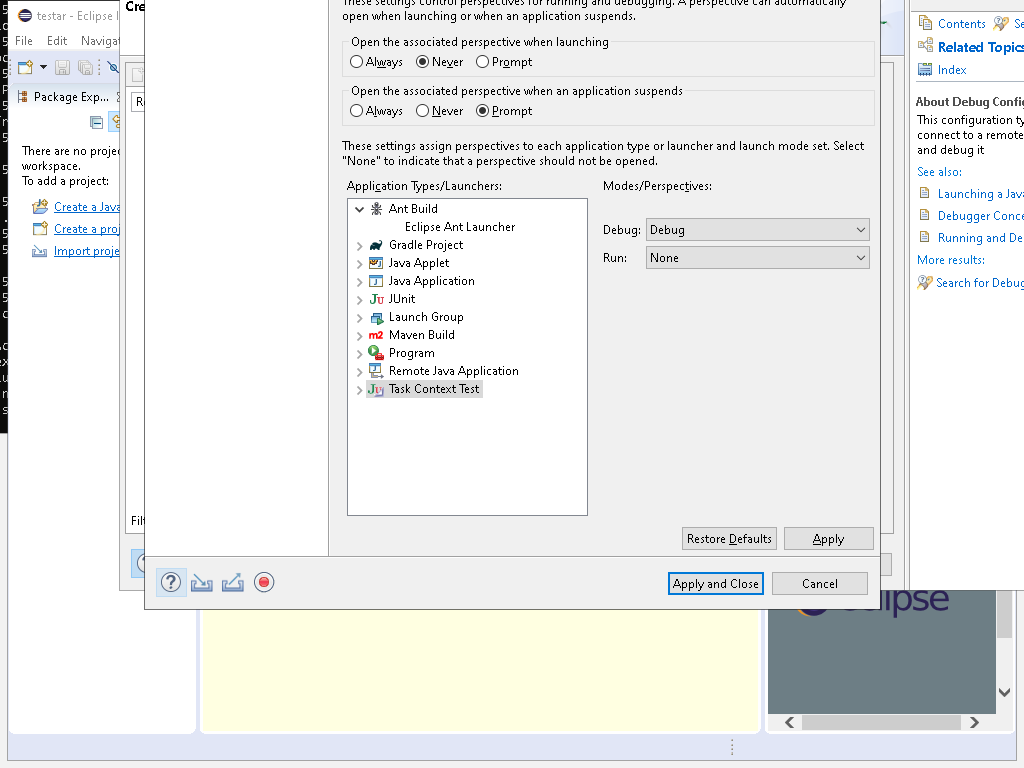 testar - Eclipse I
Cre
File Edit Navigat
Package Exp...
There are no proje
workspace.
To add a project:
Create a Java
Create a proj
Import proje
These settings control perspectives for running and debugging. A perspective can automatically
open when launching or when an application suspends.
Open the associated perspective when launching
Always Never Prompt
Open the associated perspective when an application suspends
Always Never Prompt
These settings assign perspectives to each application type or launcher and launch mode set. Select
"None" to indicate that a perspective should not be opened.
Application Types/Launchers:
Modes/Perspectives:
Ant Build
Eclipse Ant Launcher
Gradle Project
Java Applet
Java Application
JUnit
Launch Group
Maven Build
Program
Remote Java Application
Task Context Test
Debug: Debug
Run: None
Restore Defaults Apply
Apply and Close Cancel
Filt
Contents Se
Related Topics
Index
About Debug Config
This configuration ty
connect to a remote
and debug it
See also:
Launching a Java
Debugger Conce
Running and De
More results:
Search for Debug
eclipse